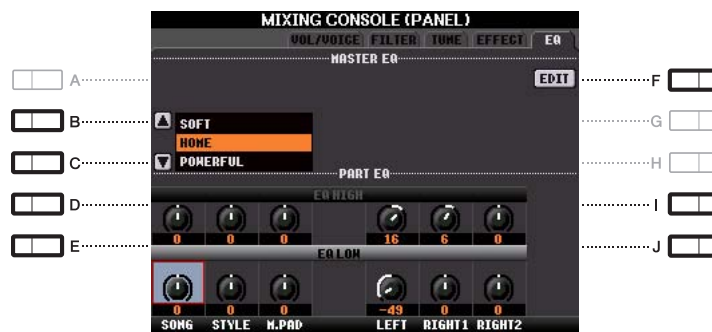 MIXING CONSOLE (PANEL)
VOL/VOICE FILTER TUNE EFFECT EQ
MASTER EQ
EDIT
A
F
B
SOFT
G
HOME
C
POWERFUL
H
PART EQ
EQ HIGH
D
I
0 0 0 16 6 0
E
J
EQ LOW
0 0 0 -49 0 0
SONG STYLE M.PAD LEFT RIGHT1 RIGHT2